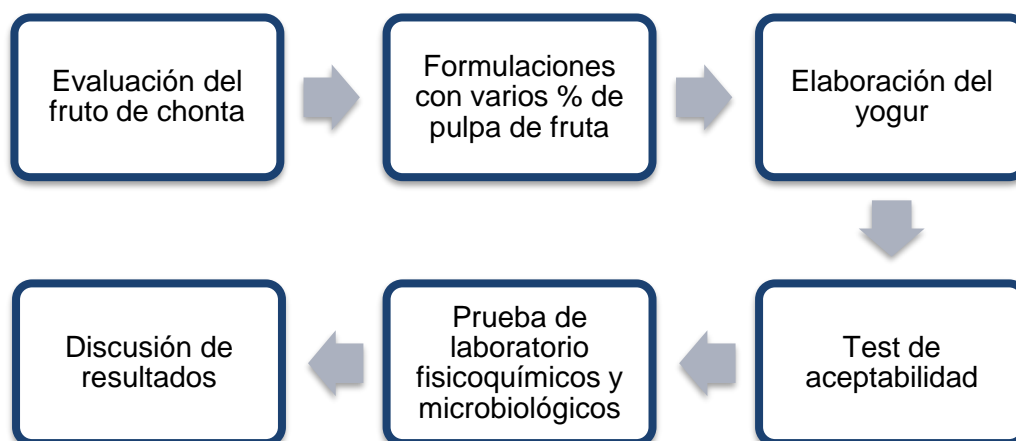 Evaluación del
fruto de chonta
Formulaciones
con varios % de
pulpa de fruta
Elaboración del
yogur
Test de
aceptabilidad
Prueba de
laboratorio
fisicoquímicos y
microbiológicos
Discusión de
resultados